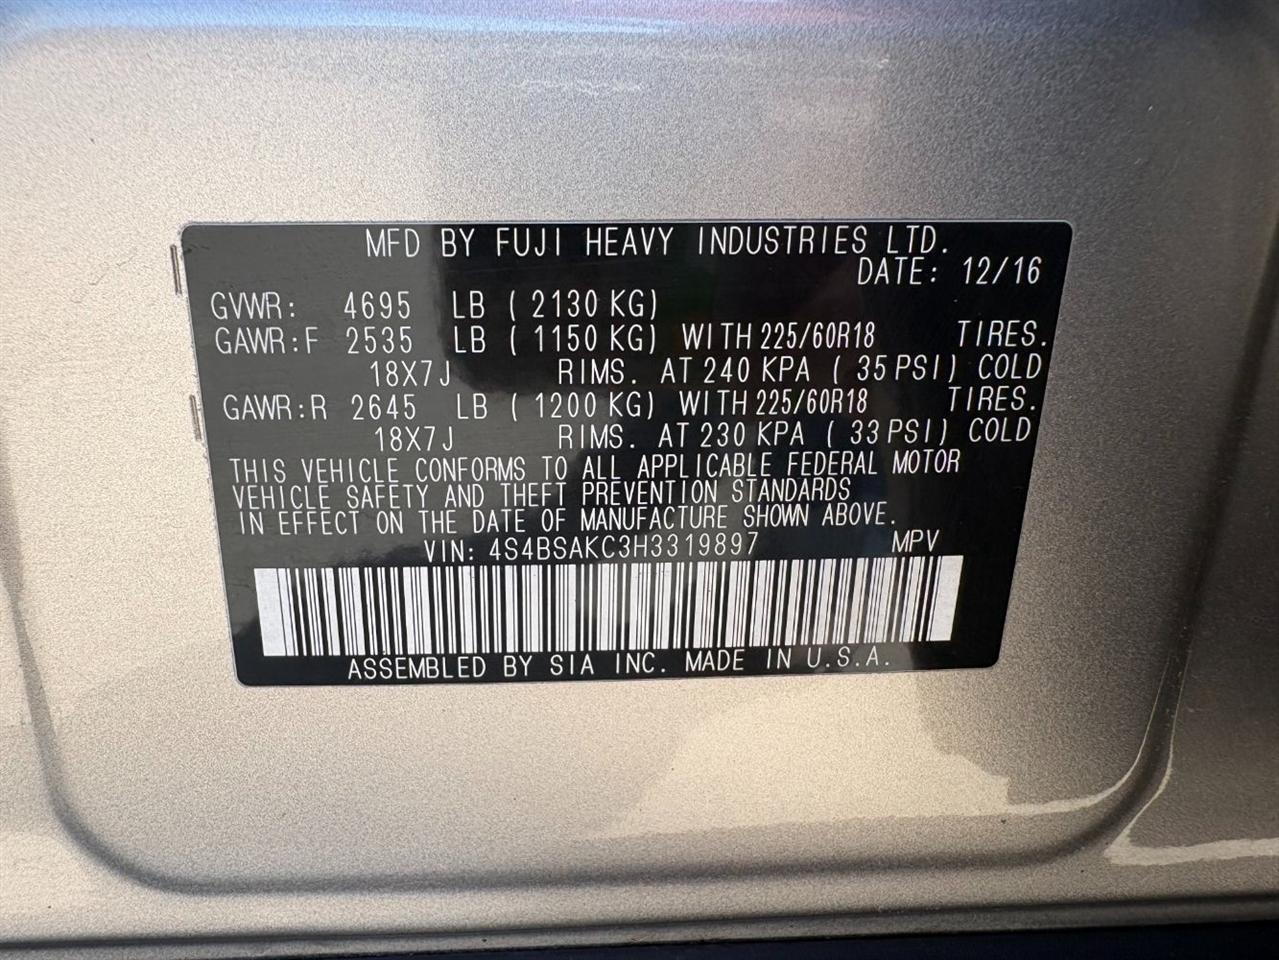 MFD BY FUJI HEAVY INDUSTRIES LTD.
DATE: 12/16
GVWR: 4695 LB ( 2130 KG)
GAWR:F 2535 LB ( 1150 KG) WITH 225/60R18 TIRES.
18X7J RIMS. AT 240 KPA ( 35 PSI) COLD
GAWR:R 2645 LB ( 1200 KG) WITH 225/60R18 TIRES.
18X7J RIMS. AT 230 KPA ( 33 PSI) COLD
THIS VEHICLE CONFORMS TO ALL APPLICABLE FEDERAL MOTOR
VEHICLE SAFETY AND THEFT PREVENTION STANDARDS
IN EFFECT ON THE DATE OF MANUFACTURE SHOWN ABOVE.
VIN: 4S4BSAKC3H3319897 MPV
ASSEMBLED BY SIA INC. MADE IN U.S.A.